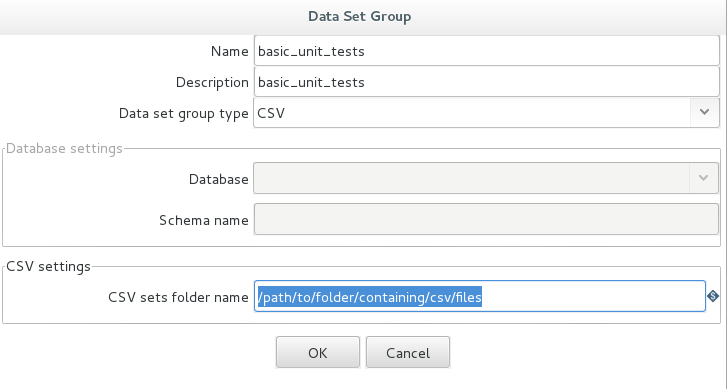 Data Set Group
Name basic_unit_tests
Description basic_unit_tests
Data set group type CSV
Database settings
Database
Schema name
CSV settings
CSV sets folder name /path/to/folder/containing/csv/files
OK Cancel